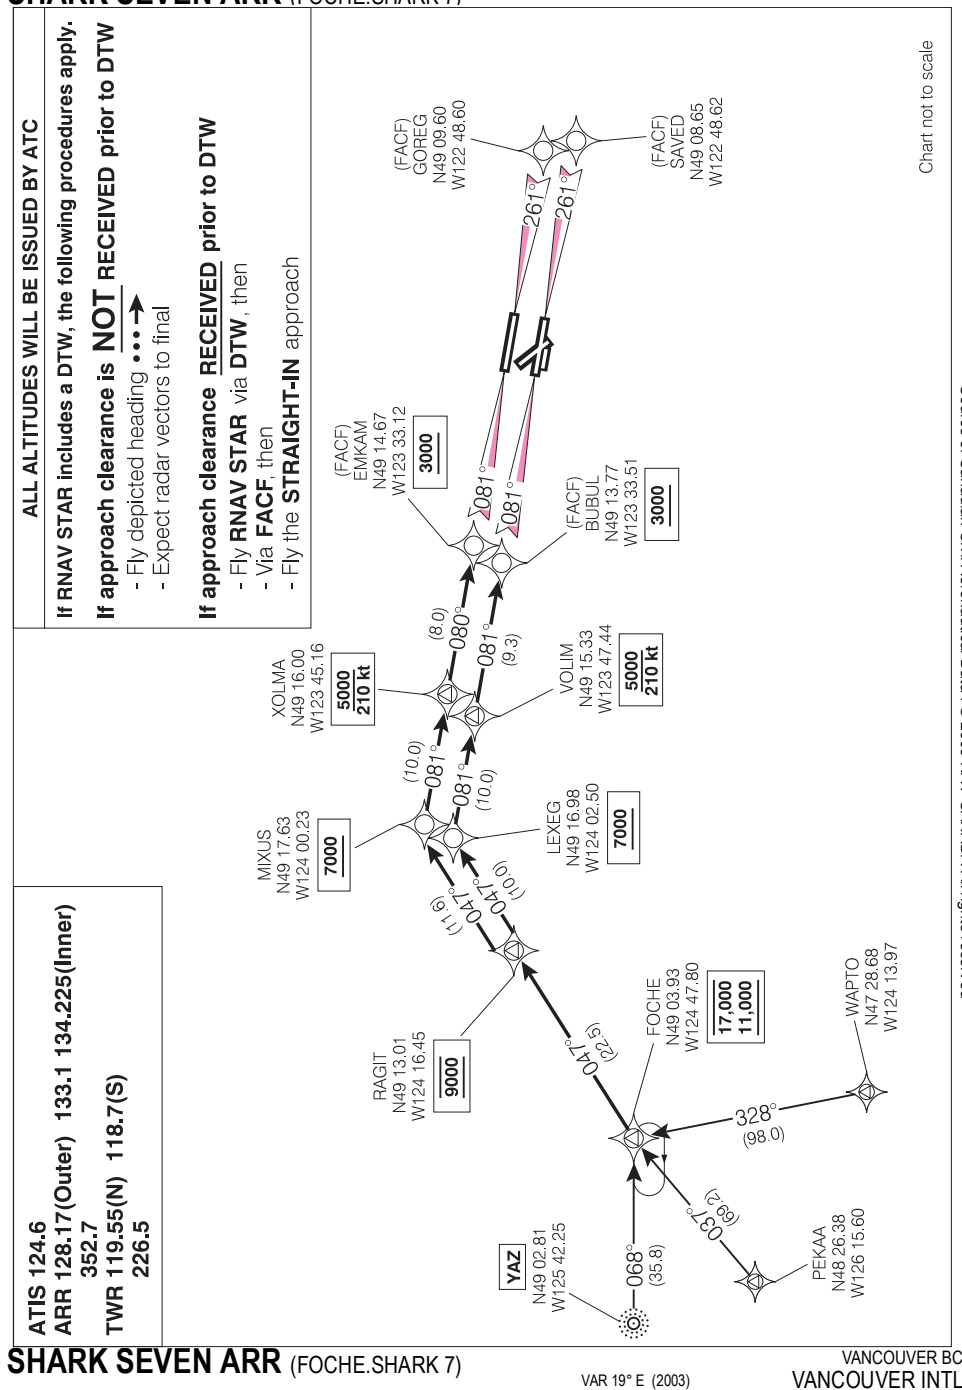 SHARK SEVEN ARR (FOCHE.SHARK 7)
ALL ALTITUDES WILL BE ISSUED BY ATC
If RNAV STAR includes a DTW, the following procedures apply.
If approach clearance is NOT RECEIVED prior to DTW
- Fly depicted heading
- Expect radar vectors to final
If approach clearance RECEIVED prior to DTW
- Fly RNAV STAR via DTW, then
- Via FACF, then
- Fly the STRAIGHT-IN approach
ATIS 124.6
ARR 128.17(Outer) 133.1 134.225(Inner)
352.7
TWR 119.55(N) 118.7(S)
226.5
YAZ
N49 02.81
W125 42.25
068°
(35.8)
PEKAA
N48 26.38
W126 15.60
037°
(69.2)
WAPTO
N47 28.68
W124 13.97
328°
(98.0)
FOCHE
N49 03.93
W124 47.80
17,000
11,000
047°
(22.5)
RAGIT
N49 13.01
W124 16.45
9000
047°
(11.6)
047°
(10.0)
MIXUS
N49 17.63
W124 00.23
7000
LEXEG
N49 16.98
W124 02.50
7000
(10.0)
081°
081°
(10.0)
XOLMA
N49 16.00
W123 45.16
5000
210 kt
VOLIM
N49 15.33
W123 47.44
5000
210 kt
(8.0)
080°
081°
(9.3)
(FACF)
EMKAM
N49 14.67
W123 33.12
3000
(FACF)
BUBUL
N49 13.77
W123 33.51
3000
081°
081°
261°
261°
(FACF)
GOREG
N49 09.60
W122 48.60
(FACF)
SAVED
N49 08.65
W122 48.62
Chart not to scale
SHARK SEVEN ARR (FOCHE.SHARK 7)
VAR 19° E (2003)
VANCOUVER BC
VANCOUVER INTL